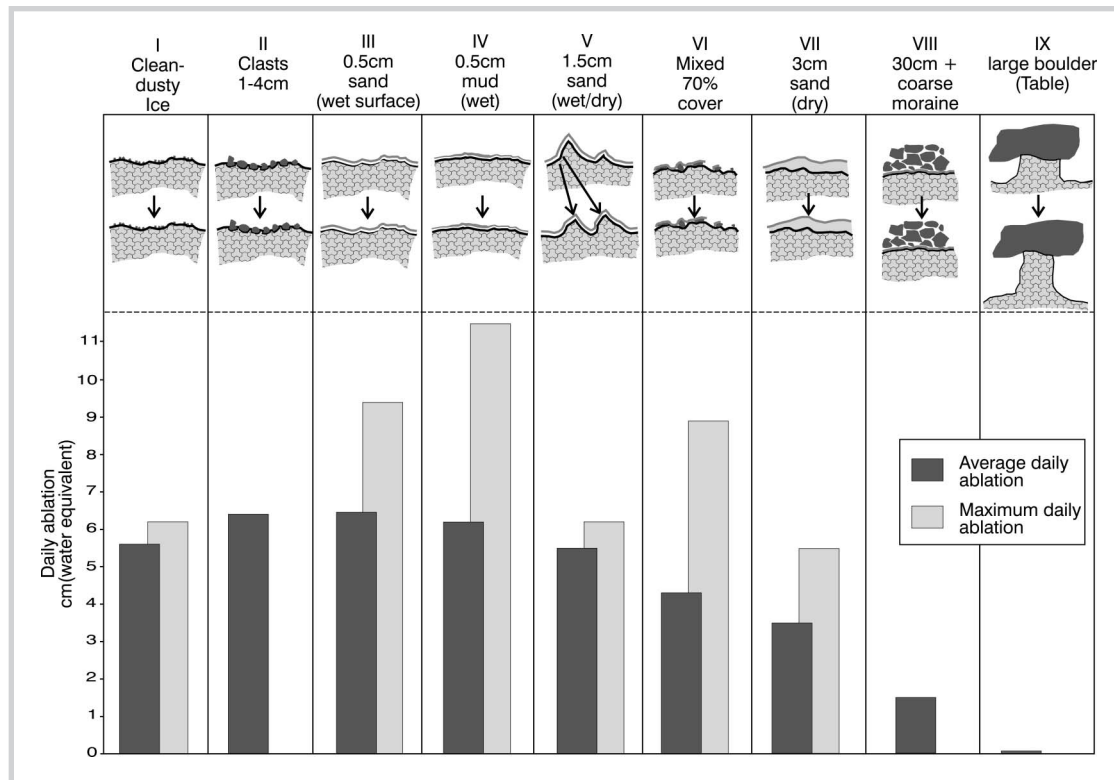 I
Clean-
dusty
Ice
II
Clasts
1-4cm
III
0.5cm
sand
(wet surface)
IV
0.5cm
mud
(wet)
V
1.5cm
sand
(wet/dry)
VI
Mixed
70%
cover
VII
3cm
sand
(dry)
VIII
30cm +
coarse
moraine
IX
large boulder
(Table)
Daily ablation
cm(water equivalent)
11
10
9
8
7
6
5
4
3
2
1
0
Average daily
ablation
Maximum daily
ablation